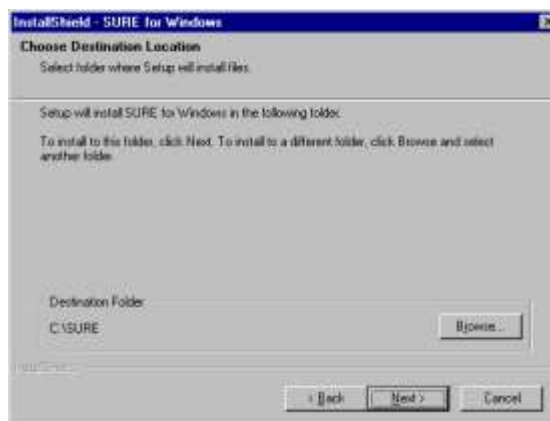 InstallShield - SURE for Windows
Choose Destination Location
Select folder where Setup will install files.
Setup will install SURE for Windows in the following folder.
To install to this folder, click Next. To install to a different folder, click Browse and select
another folder.
Destination Folder
C:\SURE
Browse...
InstallShield
< Back
Next >
Cancel